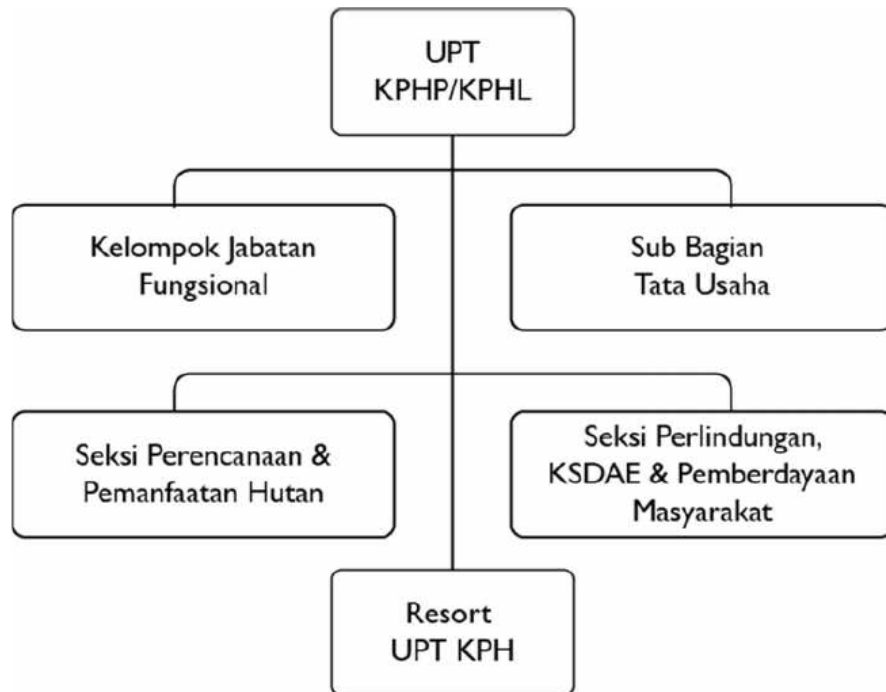 UPT
KPHP/KPHL
Kelompok Jabatan
Fungsional
Sub Bagian
Tata Usaha
Seksi Perencanaan &
Pemanfaatan Hutan
Seksi Perlindungan,
KSDAE & Pemberdayaan
Masyarakat
Resort
UPT KPH